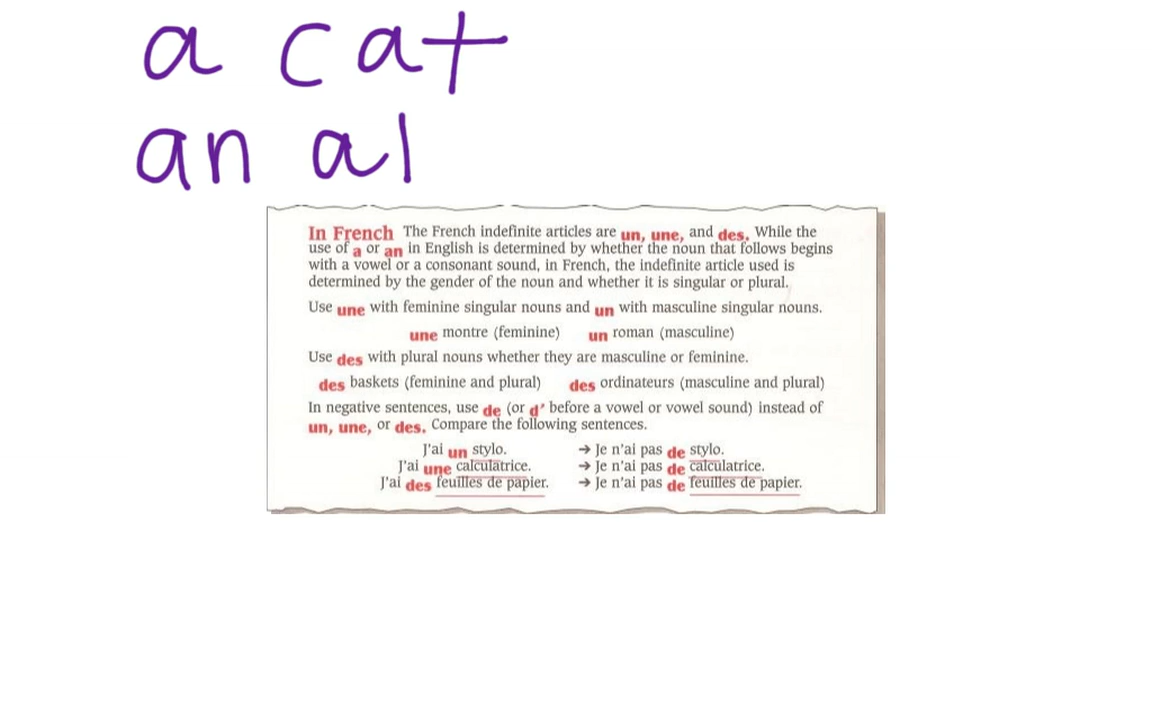 a cat
an al
In French The French indefinite articles are un, une, and des. While the
use of a or an in English is determined by whether the noun that follows begins
with a vowel or a consonant sound, in French, the indefinite article used is
determined by the gender of the noun and whether it is singular or plural.
Use une with feminine singular nouns and un with masculine singular nouns.
une montre (feminine) un roman (masculine)
Use des with plural nouns whether they are masculine or feminine.
des baskets (feminine and plural) des ordinateurs (masculine and plural)
In negative sentences, use de (or d' before a vowel or vowel sound) instead of
un, une, or des. Compare the following sentences.
J'ai un stylo. → Je n'ai pas de stylo.
J'ai une calculatrice. → Je n'ai pas de calculatrice.
J'ai des feuilles de papier. → Je n'ai pas de feuilles de papier.